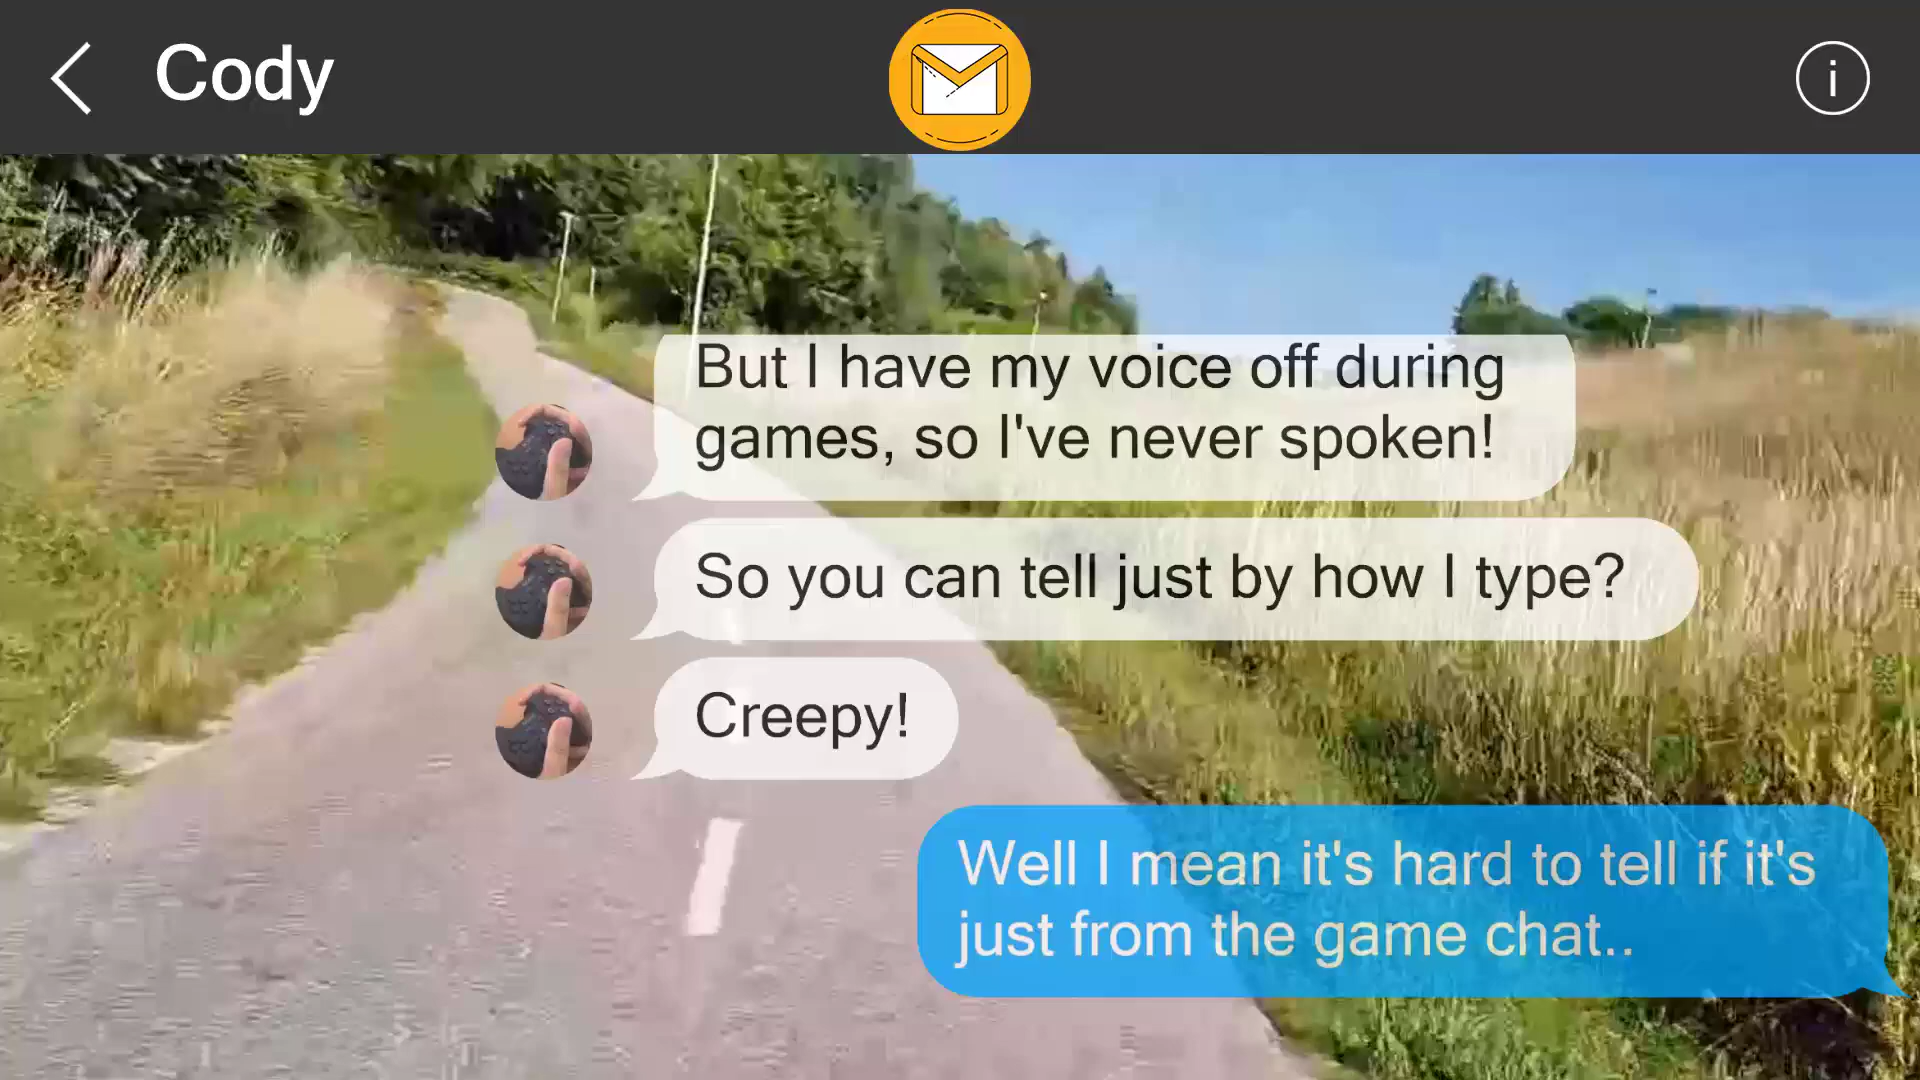 Cody
But I have my voice off during
games, so I've never spoken!
So you can tell just by how I type?
Creepy!
Well I mean it's hard to tell if it's
just from the game chat..